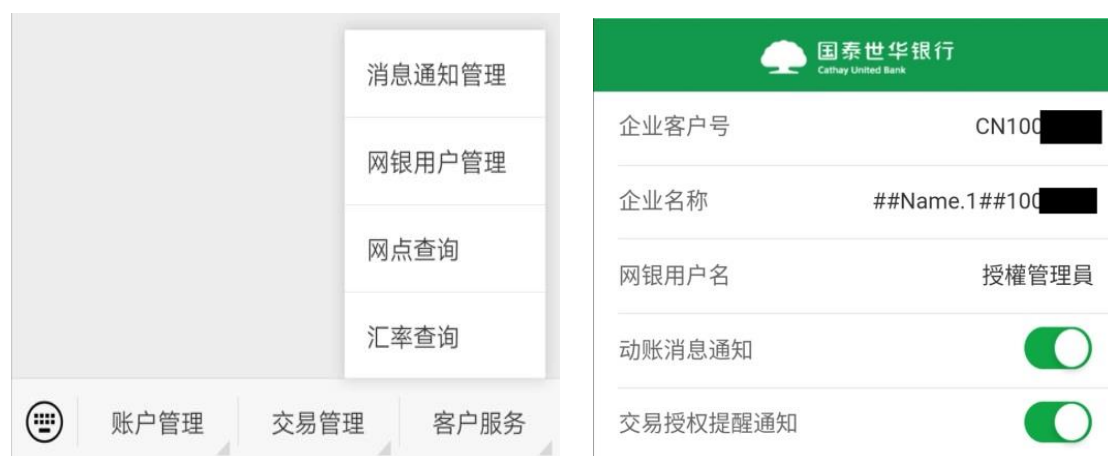 消息通知管理
网银用户管理
网点查询
汇率查询
账户管理
交易管理
客户服务
国泰世华银行
Cathay United Bank
企业客户号
CN100
企业名称
##Name.1##100
网银用户名
授權管理員
动账消息通知
交易授权提醒通知